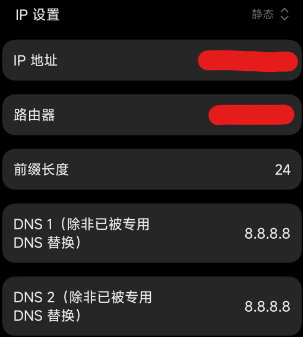 IP 设置
静态
IP 地址
路由器
前缀长度
24
DNS 1（除非已被专用
DNS 替换）
8.8.8.8
DNS 2（除非已被专用
DNS 替换）
8.8.8.8